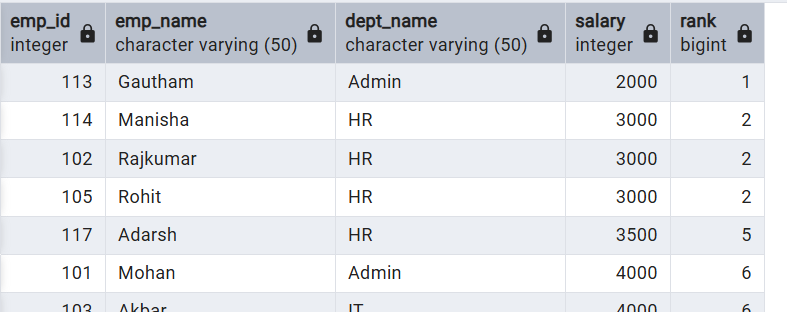 emp_id emp_name dept_name salary rank
integer character varying (50) character varying (50) integer bigint
113 Gautham Admin 2000 1
114 Manisha HR 3000 2
102 Rajkumar HR 3000 2
105 Rohit HR 3000 2
117 Adarsh HR 3500 5
101 Mohan Admin 4000 6
103 Akbar IT 4000 6